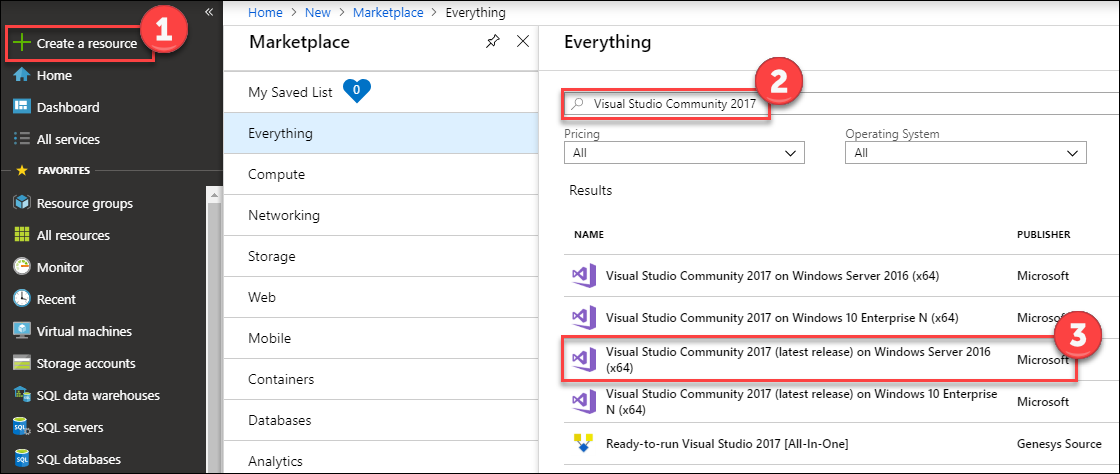 «
Create a resource
1
Home
Dashboard
All services
FAVORITES
Resource groups
All resources
Monitor
Recent
Virtual machines
Storage accounts
SQL data warehouses
SQL servers
SQL databases
Home > New > Marketplace > Everything
Marketplace
My Saved List 0
Everything
Compute
Networking
Storage
Web
Mobile
Containers
Databases
Analytics
Everything
2
Visual Studio Community 2017
Pricing Operating System
All All
Results
NAME PUBLISHER
Visual Studio Community 2017 on Windows Server 2016 (x64) Microsoft
Visual Studio Community 2017 on Windows 10 Enterprise N (x64) Microsoft
3
Visual Studio Community 2017 (latest release) on Windows Server 2016 Microsoft
(x64)
Visual Studio Community 2017 (latest release) on Windows 10 Enterprise Microsoft
N (x64)
Ready-to-run Visual Studio 2017 [All-In-One] Genesys Source